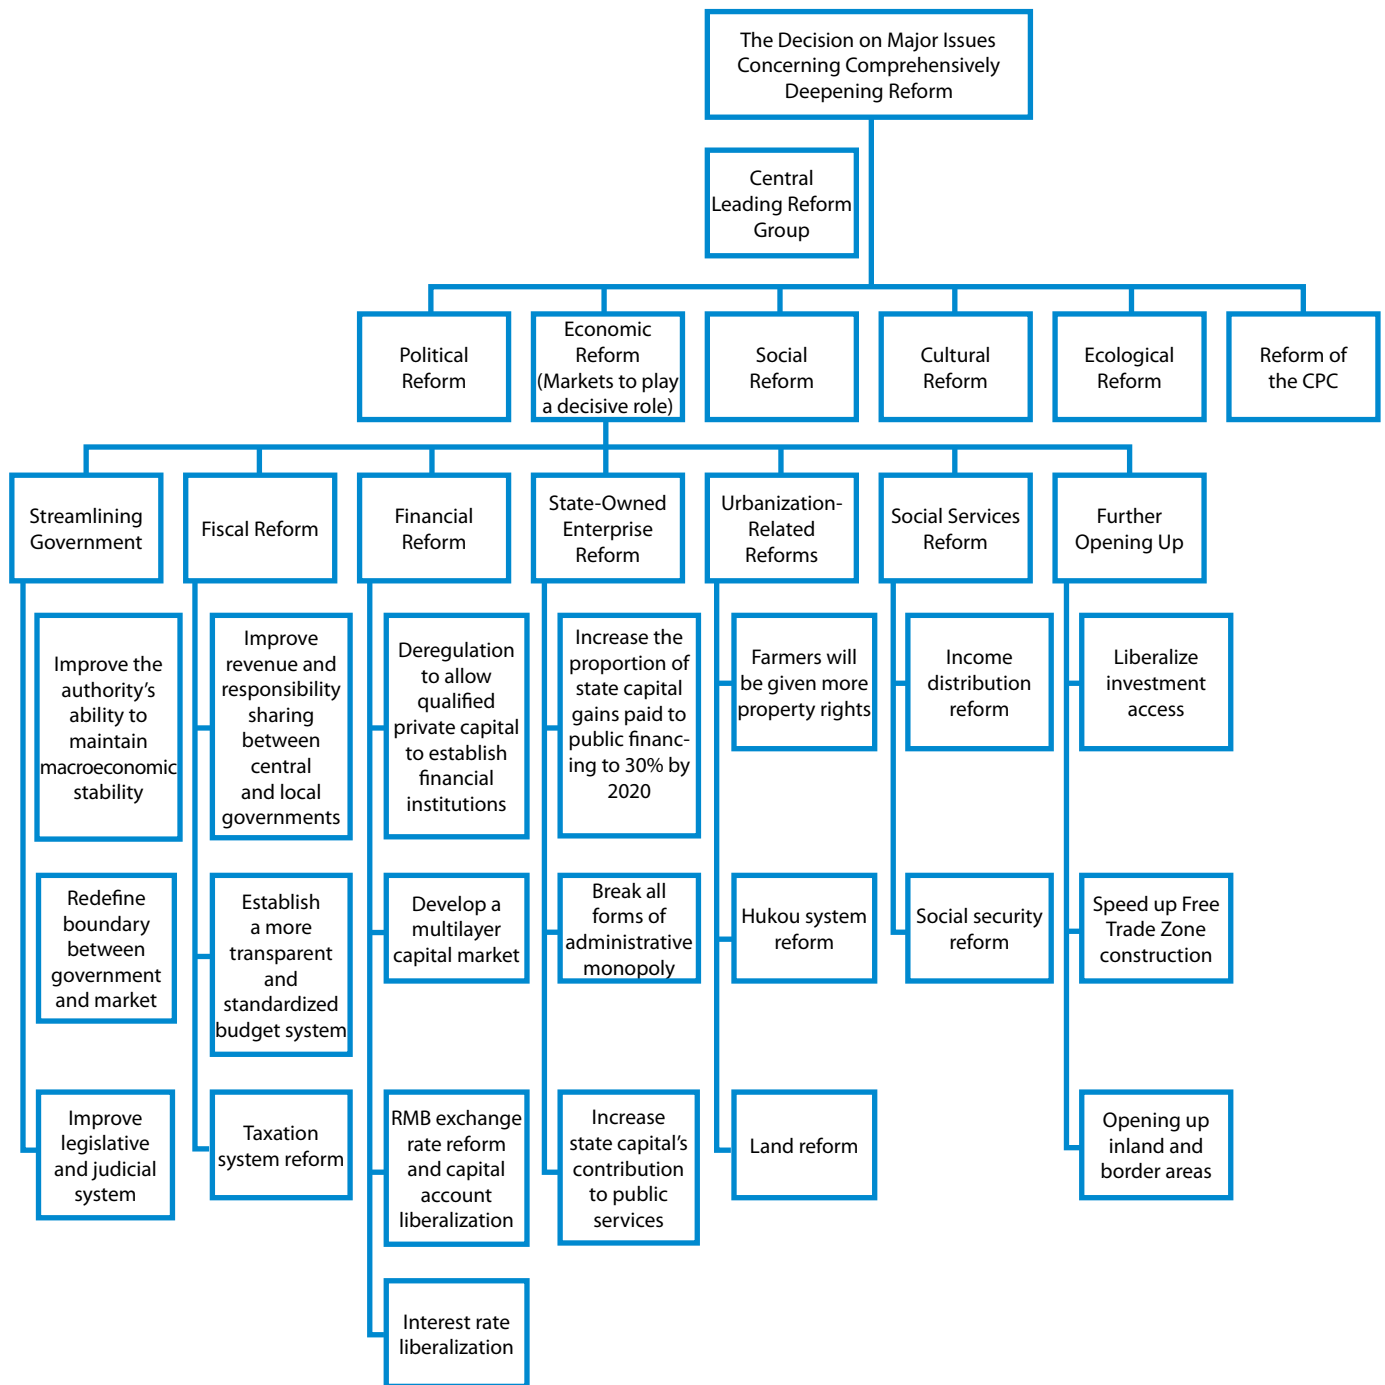 The Decision on Major Issues
Concerning Comprehensively
Deepening Reform
Central
Leading Reform
Group
Political
Reform
Economic
Reform
(Markets to play
a decisive role)
Social
Reform
Cultural
Reform
Ecological
Reform
Reform of
the CPC
Streamlining
Government
Fiscal Reform
Financial
Reform
State-Owned
Enterprise
Reform
Urbanization-
Related
Reforms
Social Services
Reform
Further
Opening Up
Improve the
authority’s
ability to
maintain
macroeconomic
stability
Redefine
boundary
between
government
and market
Improve
legislative
and judicial
system
Improve
revenue and
responsibility
sharing
between
central
and local
governments
Establish
a more
transparent
and
standardized
budget system
Taxation
system reform
Deregulation
to allow
qualified
private capital
to establish
financial
institutions
Develop a
multilayer
capital market
RMB exchange
rate reform
and capital
account
liberalization
Interest rate
liberalization
Increase the
proportion of
state capital
gains paid to
public financ-
ing to 30% by
2020
Break all
forms of
administrative
monopoly
Increase
state capital’s
contribution
to public
services
Farmers will
be given more
property rights
Hukou system
reform
Land reform
Income
distribution
reform
Social security
reform
Liberalize
investment
access
Speed up Free
Trade Zone
construction
Opening up
inland and
border areas